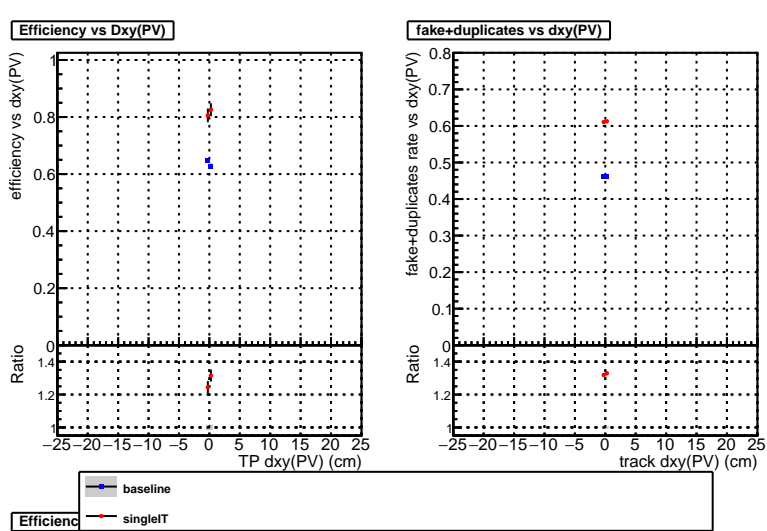 Efficiency vs Dxy(PV)
efficiency vs dxy(PV)
1
0.8
0.6
0.4
0.2
0
Ratio
1.4
1.2
1
−25 −20 −15 −10 −5 0 5 10 15 20 25
TP dxy(PV) (cm)
fake+duplicates vs dxy(PV)
fake+duplicates rate vs dxy(PV)
0.8
0.7
0.6
0.5
0.4
0.3
0.2
0.1
0
Ratio
1.4
1.2
1
−25 −20 −15 −10 −5 0 5 10 15 20 25
track dxy(PV) (cm)
baseline
singleIT
Efficienc